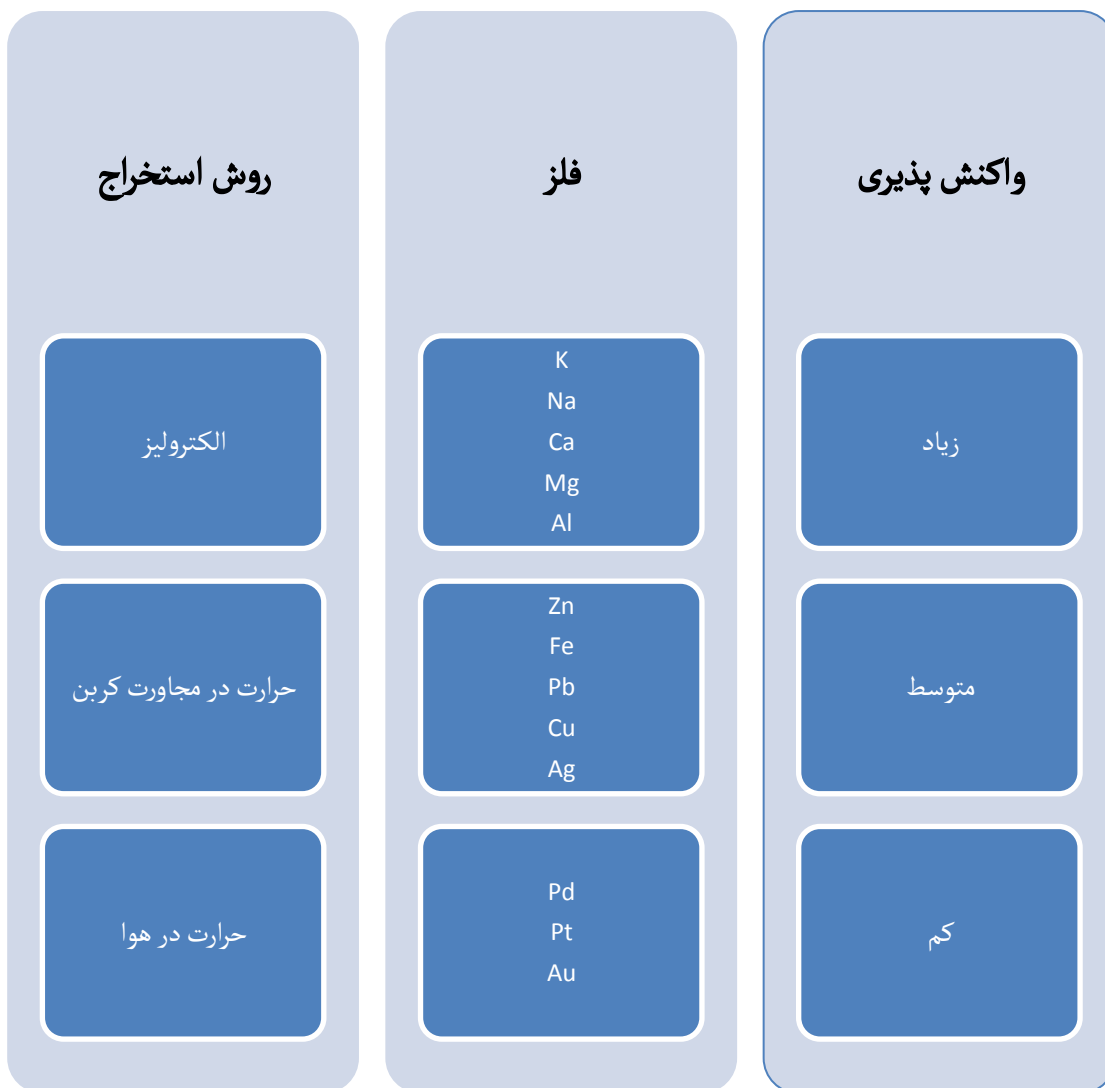 واکنش پذیری
فلز
روش استخراج
زیاد
K
Na
Ca
Mg
Al
الکترولیز
متوسط
Zn
Fe
Pb
Cu
Ag
حرارت در مجاورت کربن
کم
Pd
Pt
Au
حرارت در هوا